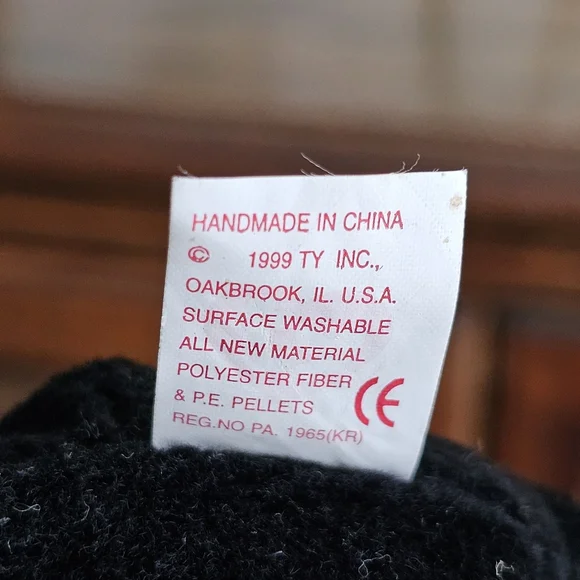 HANDMADE IN CHINA
© 1999 TY INC.,
OAKBROOK, IL. U.S.A.
SURFACE WASHABLE
ALL NEW MATERIAL
POLYESTER FIBER
& P.E. PELLETS CE
REG.NO PA. 1965(KR)